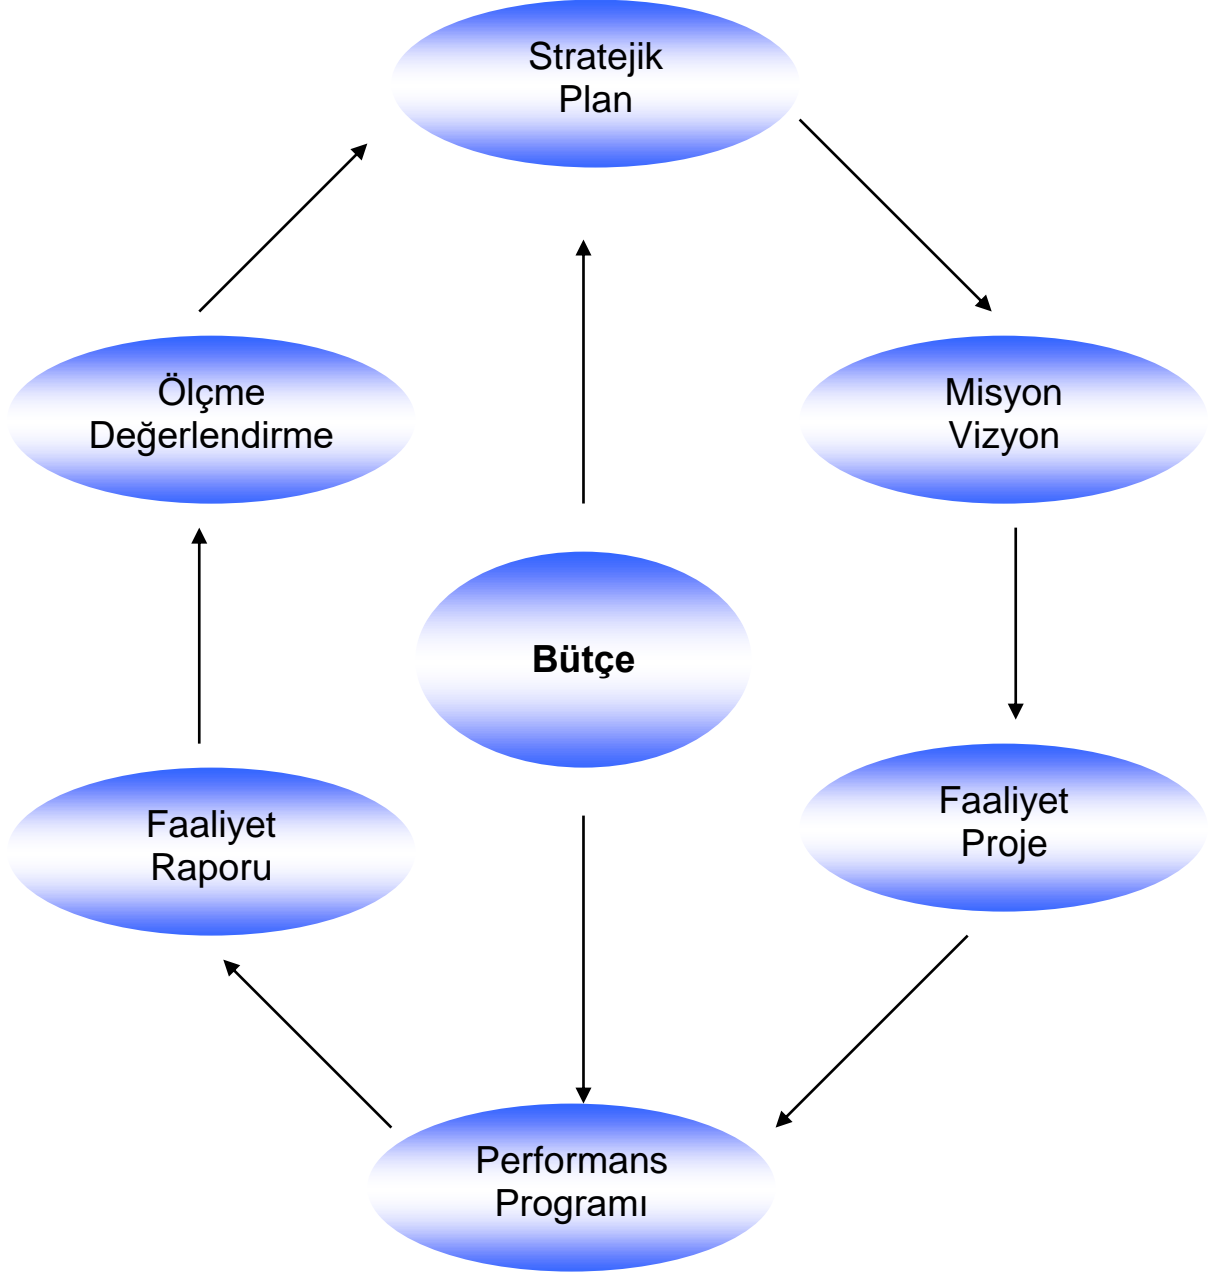 Stratejik
Plan
Ölçme
Değerlendirme
Misyon
Vizyon
Bütçe
Faaliyet
Raporu
Faaliyet
Proje
Performans
Programı